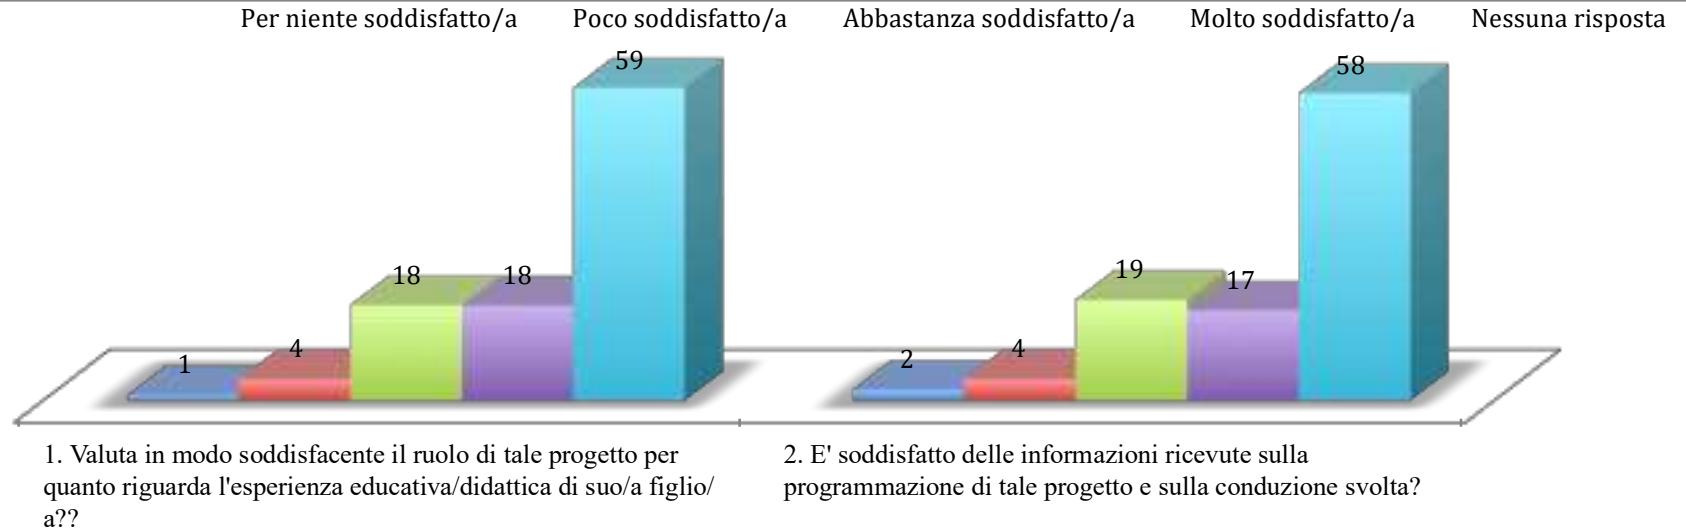 Per niente soddisfatto/a Poco soddisfatto/a Abbastanza soddisfatto/a Molto soddisfatto/a Nessuna risposta
59
58
18 18
19
17
1
4
2
4
1. Valuta in modo soddisfacente il ruolo di tale progetto per
quanto riguarda l'esperienza educativa/didattica di suo/a figlio/
a??
2. E' soddisfatto delle informazioni ricevute sulla
programmazione di tale progetto e sulla conduzione svolta?